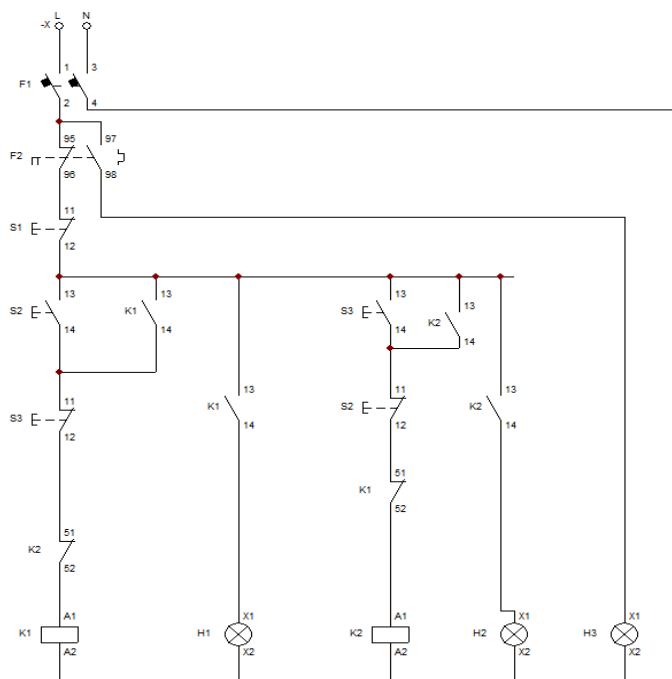 L N
-X
1 3
F1
2 4
95 97
F2
96 98
11
S1
12
13 13 13 13
S2 K1 S3 K2
14 14 14 14
11 13 11 13
S3 K1 S2 K2
12 14 12 14
51
K1
52
51
K2
52
A1 X1 A1 X1 X1
K1 H1 K2 H2 H3
A2 X2 A2 X2 X2